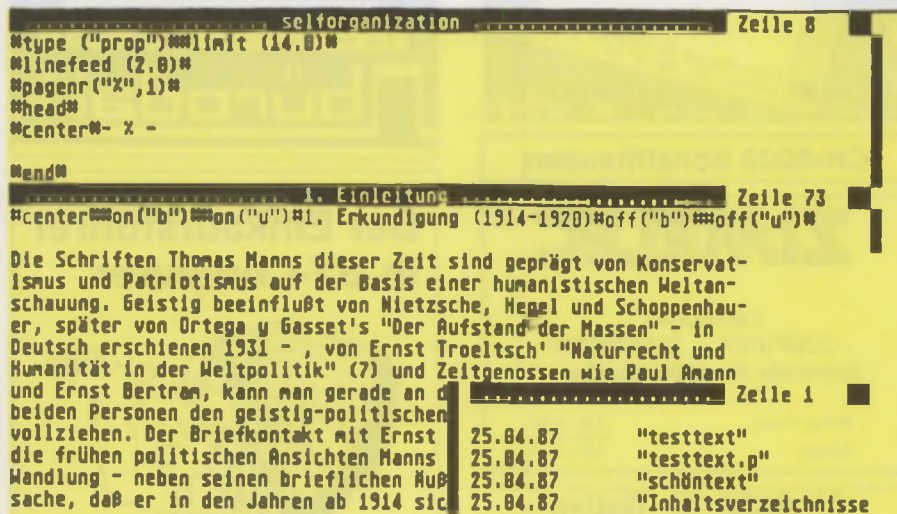 selforganization Zeile 8
#type ("prop")##limit (14.0)#
#linefeed (2.0)#
#pagenr("%",1)#
#head#
#center#- % -
#end#
1. Einleitung Zeile 73
#center##on("b")##on("u")#1. Erkundigung (1914-1920)#off("b")##off("u")#
Die Schriften Thomas Manns dieser Zeit sind geprägt von Konservat-
ismus und Patriotismus auf der Basis einer humanistischen Weltan-
schauung. Geistig beeinflußt von Nietzsche, Hegel und Schoppenhau-
er, später von Ortega y Gasset's "Der Aufstand der Massen" - in
Deutsch erschienen 1931 - , von Ernst Troeltsch' "Naturrecht und
Humanität in der Weltpolitik" (7) und Zeitgenossen wie Paul Amann
und Ernst Bertram, kann man gerade an d
beiden Personen den geistig-politischen
vollziehen. Der Briefkontakt mit Ernst
die frühen politischen Ansichten Manns
Wandlung - neben seinen brieflichen Äuß
sache, daß er in den Jahren ab 1914 sic
Zeile 1
25.04.87 "testtext"
25.04.87 "testtext.p"
25.04.87 "schöntext"
25.04.87 "Inhaltsverzeichnisse